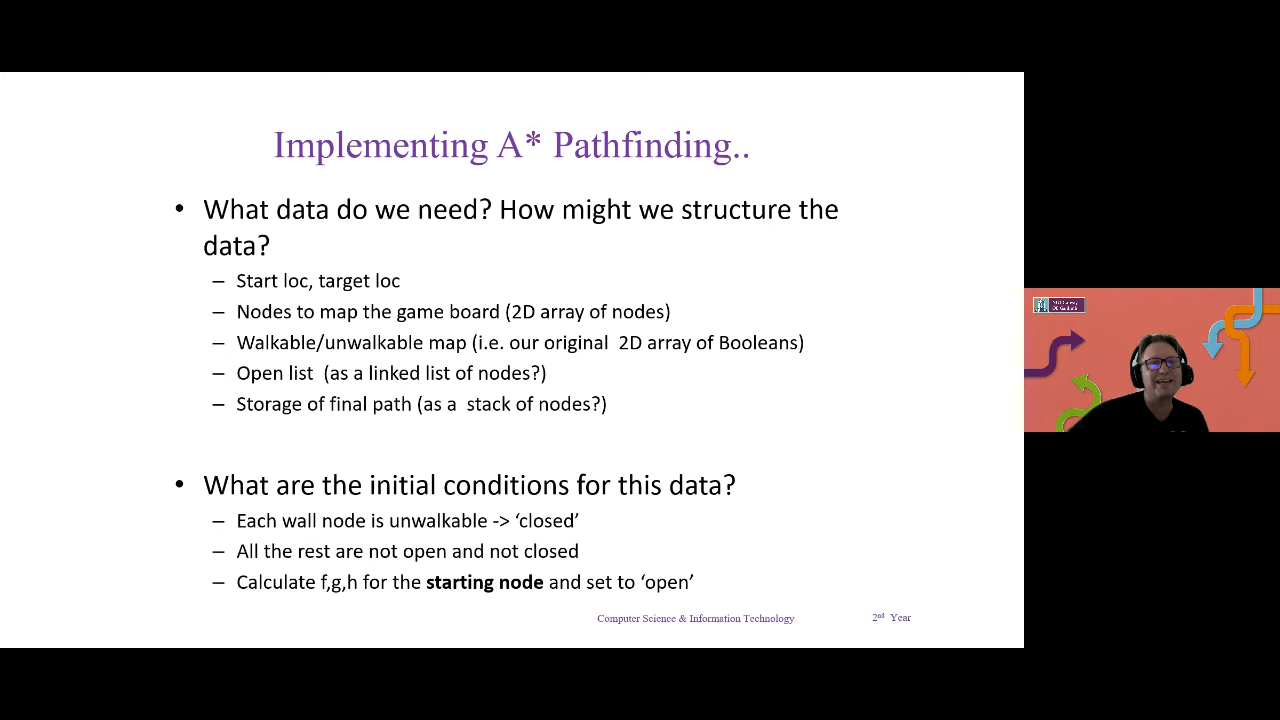 Implementing A* Pathfinding..
• What data do we need? How might we structure the
data?
– Start loc, target loc
– Nodes to map the game board (2D array of nodes)
– Walkable/unwalkable map (i.e. our original 2D array of Booleans)
– Open list (as a linked list of nodes?)
– Storage of final path (as a stack of nodes?)
• What are the initial conditions for this data?
– Each wall node is unwalkable -> ‘closed’
– All the rest are not open and not closed
– Calculate f,g,h for the starting node and set to ‘open’
Computer Science & Information Technology
2nd Year